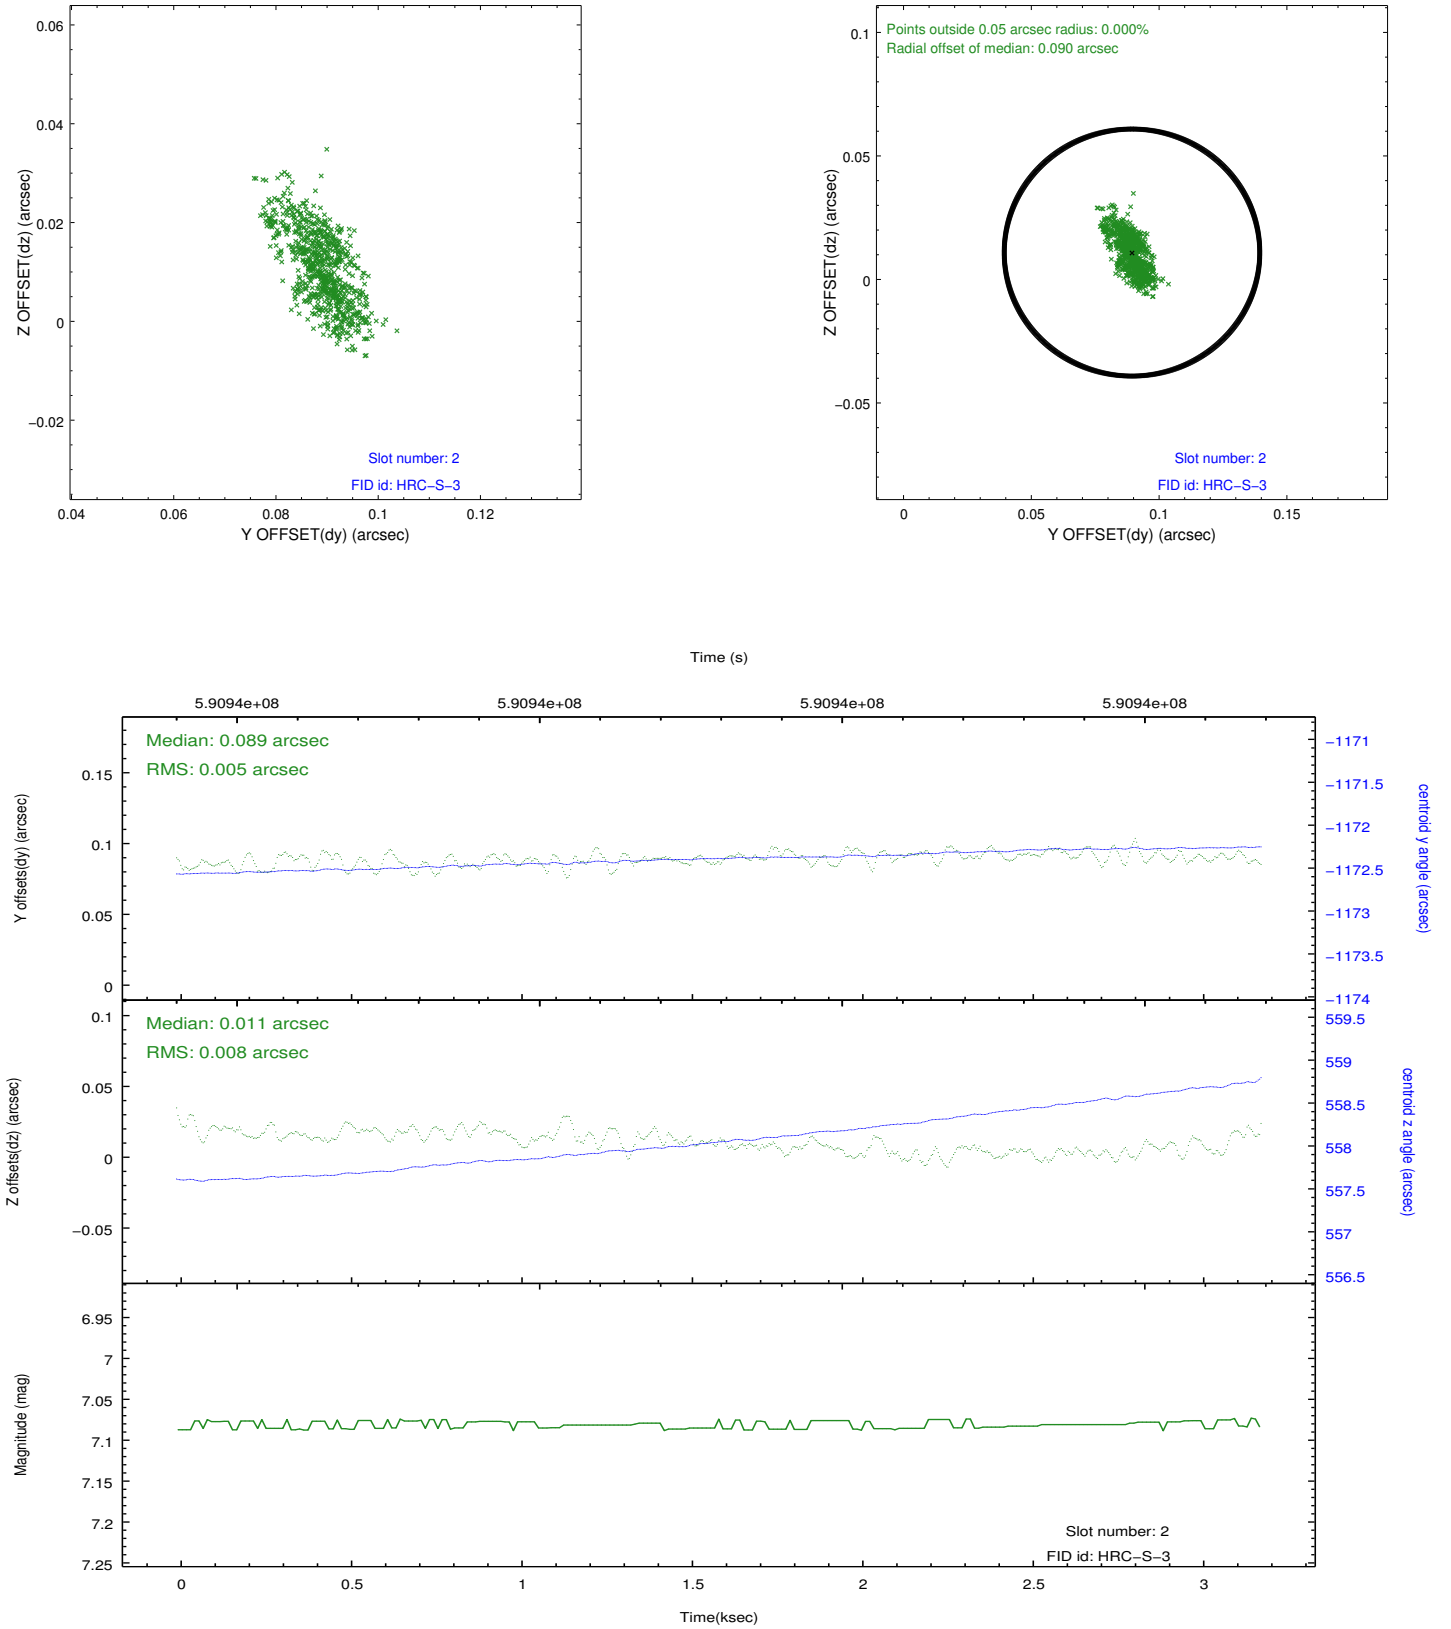 0.06
0.04
0.02
0
−0.02
Z OFFSET(dz) (arcsec)
Slot number: 2
FID id: HRC−S−3
0.04 0.06 0.08 0.1 0.12
Y OFFSET(dy) (arcsec)
Points outside 0.05 arcsec radius: 0.000%
Radial offset of median: 0.090 arcsec
0.1
0.05
0
−0.05
Z OFFSET(dz) (arcsec)
Slot number: 2
FID id: HRC−S−3
0 0.05 0.1 0.15
Y OFFSET(dy) (arcsec)
Time (s)
5.9094e+08 5.9094e+08 5.9094e+08 5.9094e+08
Median: 0.089 arcsec
RMS: 0.005 arcsec
0.15
0.1
0.05
0
Y offsets(dy) (arcsec)
−1171
−1171.5
−1172
−1172.5
−1173
−1173.5
−1174
centroid y angle (arcsec)
Median: 0.011 arcsec
RMS: 0.008 arcsec
0.1
0.05
0
−0.05
Z offsets(dz) (arcsec)
559.5
559
558.5
558
557.5
557
556.5
centroid z angle (arcsec)
6.95
7
7.05
7.1
7.15
7.2
7.25
Magnitude (mag)
Slot number: 2
FID id: HRC−S−3
0 0.5 1 1.5 2 2.5 3
Time(ksec)